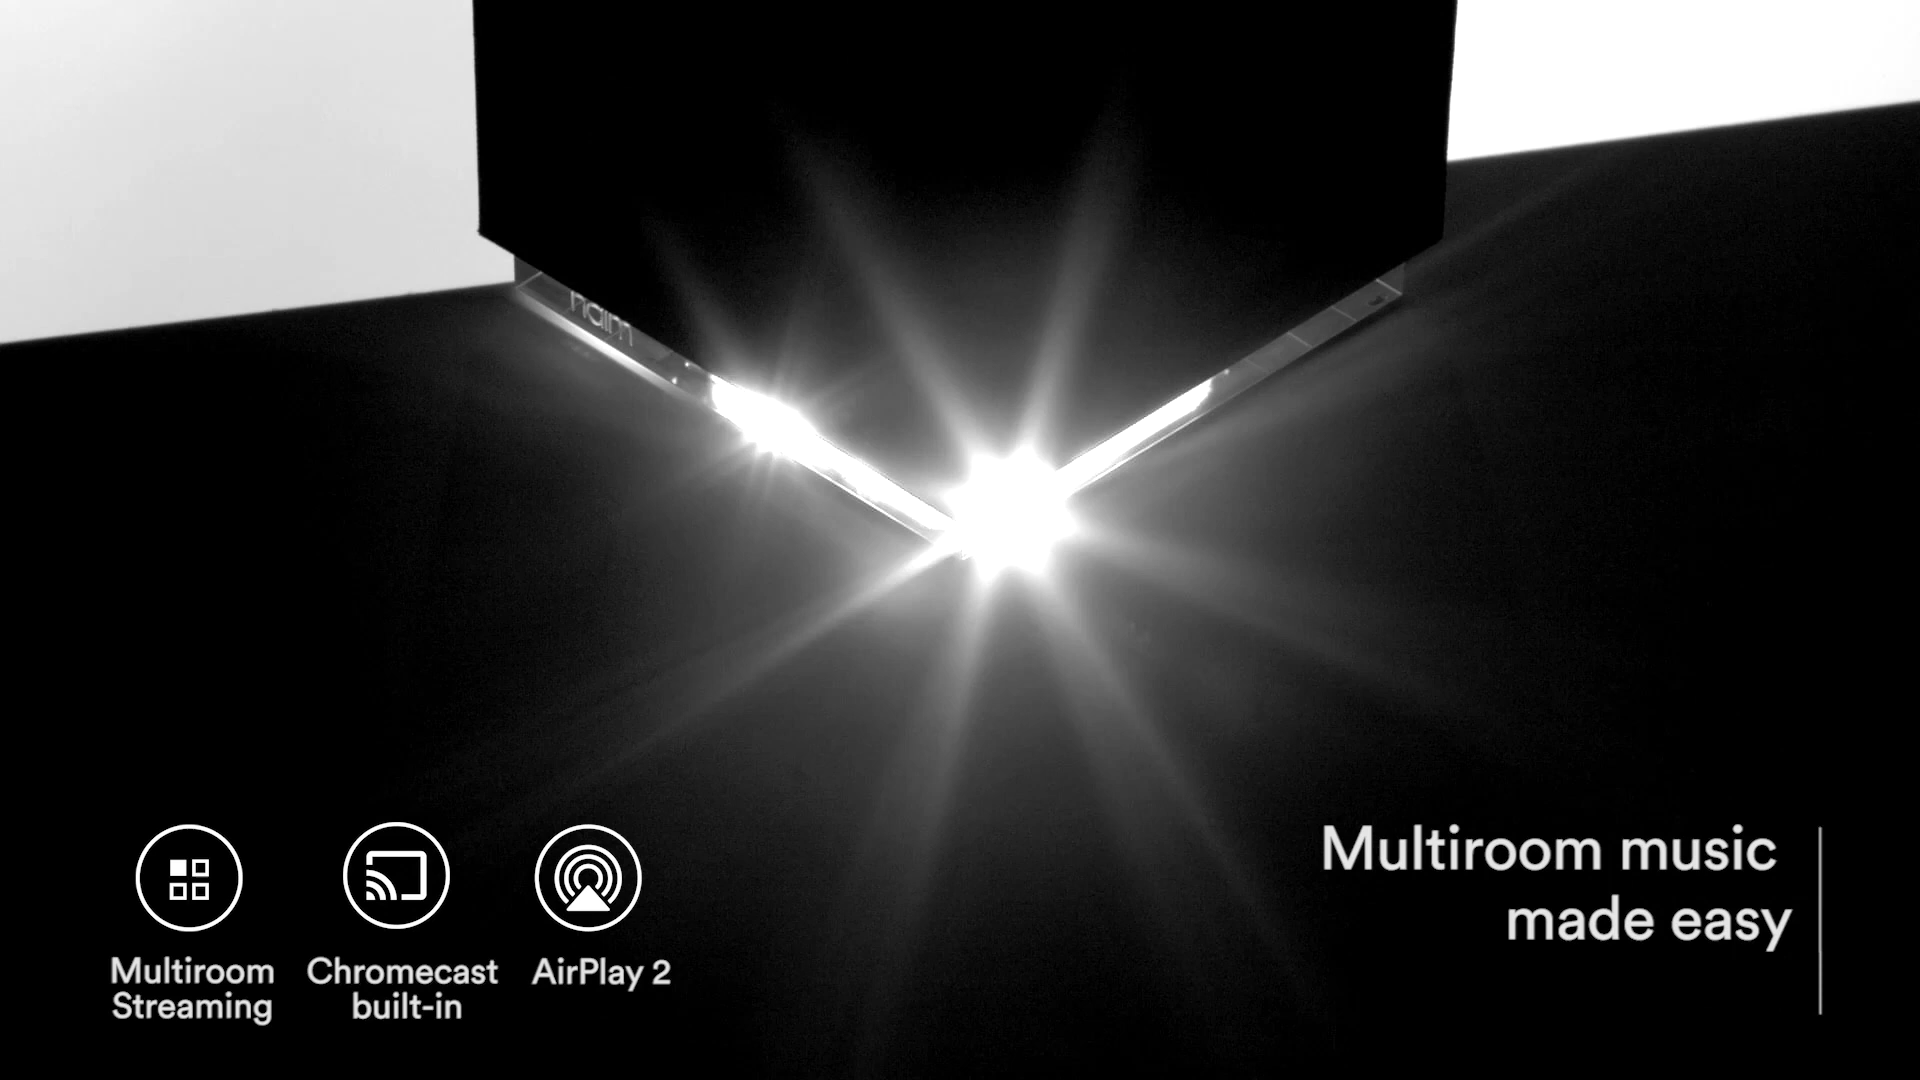 naim
Multiroom music
made easy
Multiroom
Streaming
Chromecast
built-in
AirPlay 2